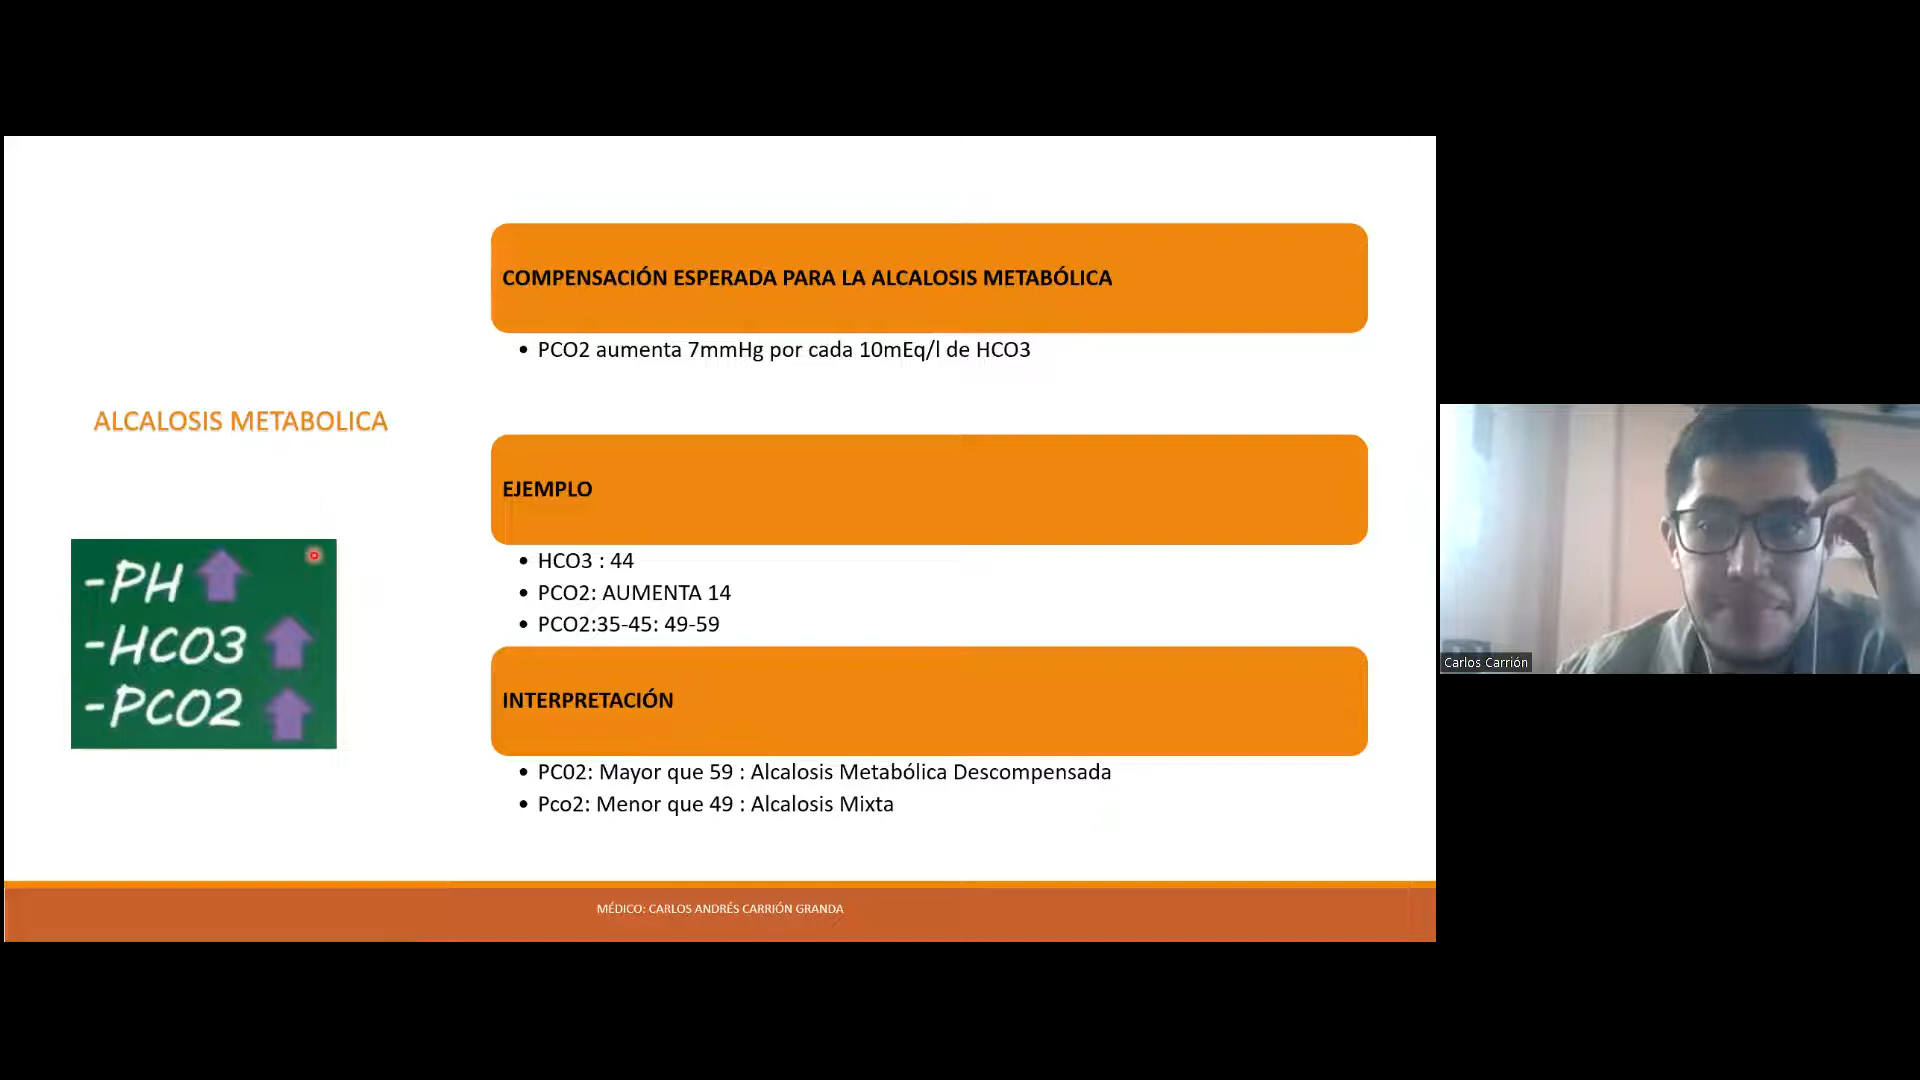 COMPENSACIÓN ESPERADA PARA LA ALCALOSIS METABÓLICA
• PCO2 aumenta 7mmHg por cada 10mEq/l de HCO3
ALCALOSIS METABOLICA
EJEMPLO
• HCO3 : 44
• PCO2: AUMENTA 14
• PCO2:35-45: 49-59
-PH
-HCO3
-PCO2
INTERPRETACIÓN
• PC02: Mayor que 59 : Alcalosis Metabólica Descompensada
• Pco2: Menor que 49 : Alcalosis Mixta
MÉDICO: CARLOS ANDRÉS CARRIÓN GRANDA
Carlos Carrión